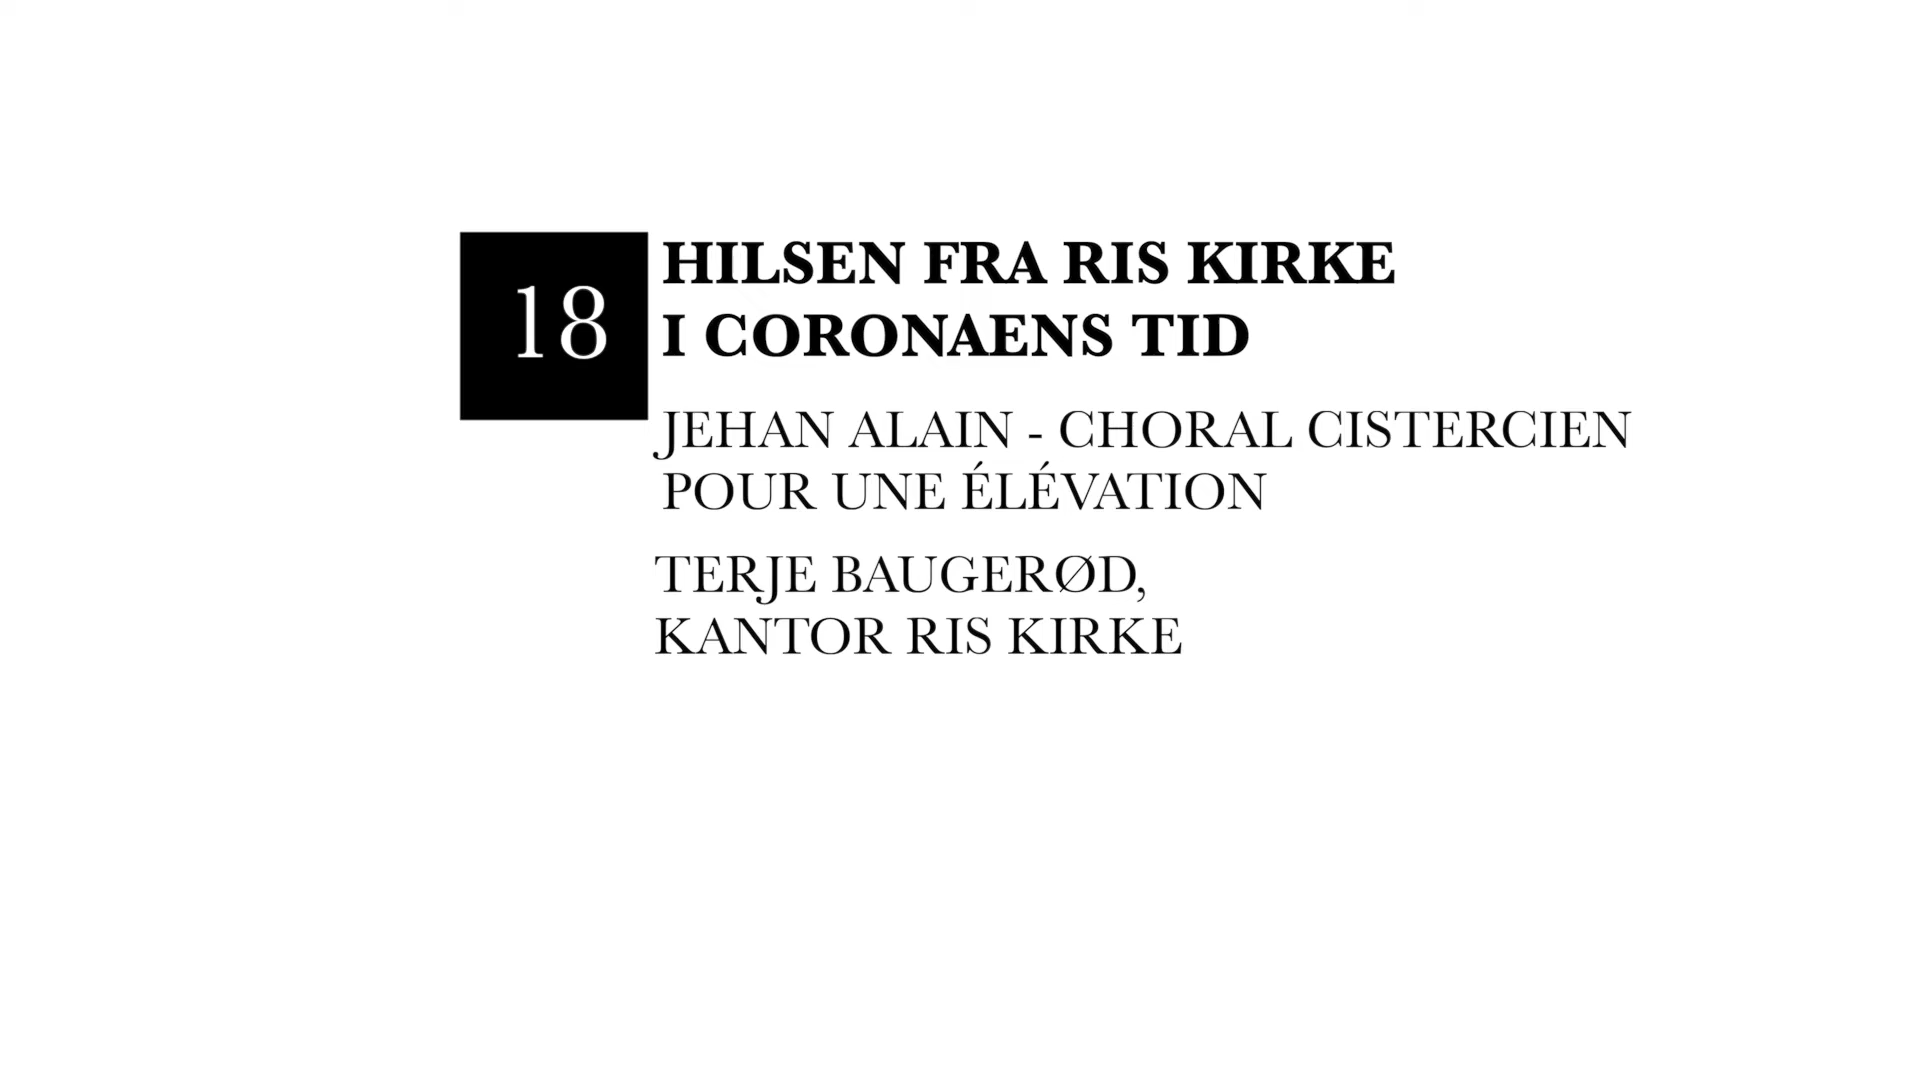 18
HILSEN FRA RIS KIRKE
I CORONAENS TID
JEHAN ALAIN - CHORAL CISTERCIEN
POUR UNE ÉLÉVATION
TERJE BAUGERØD,
KANTOR RIS KIRKE